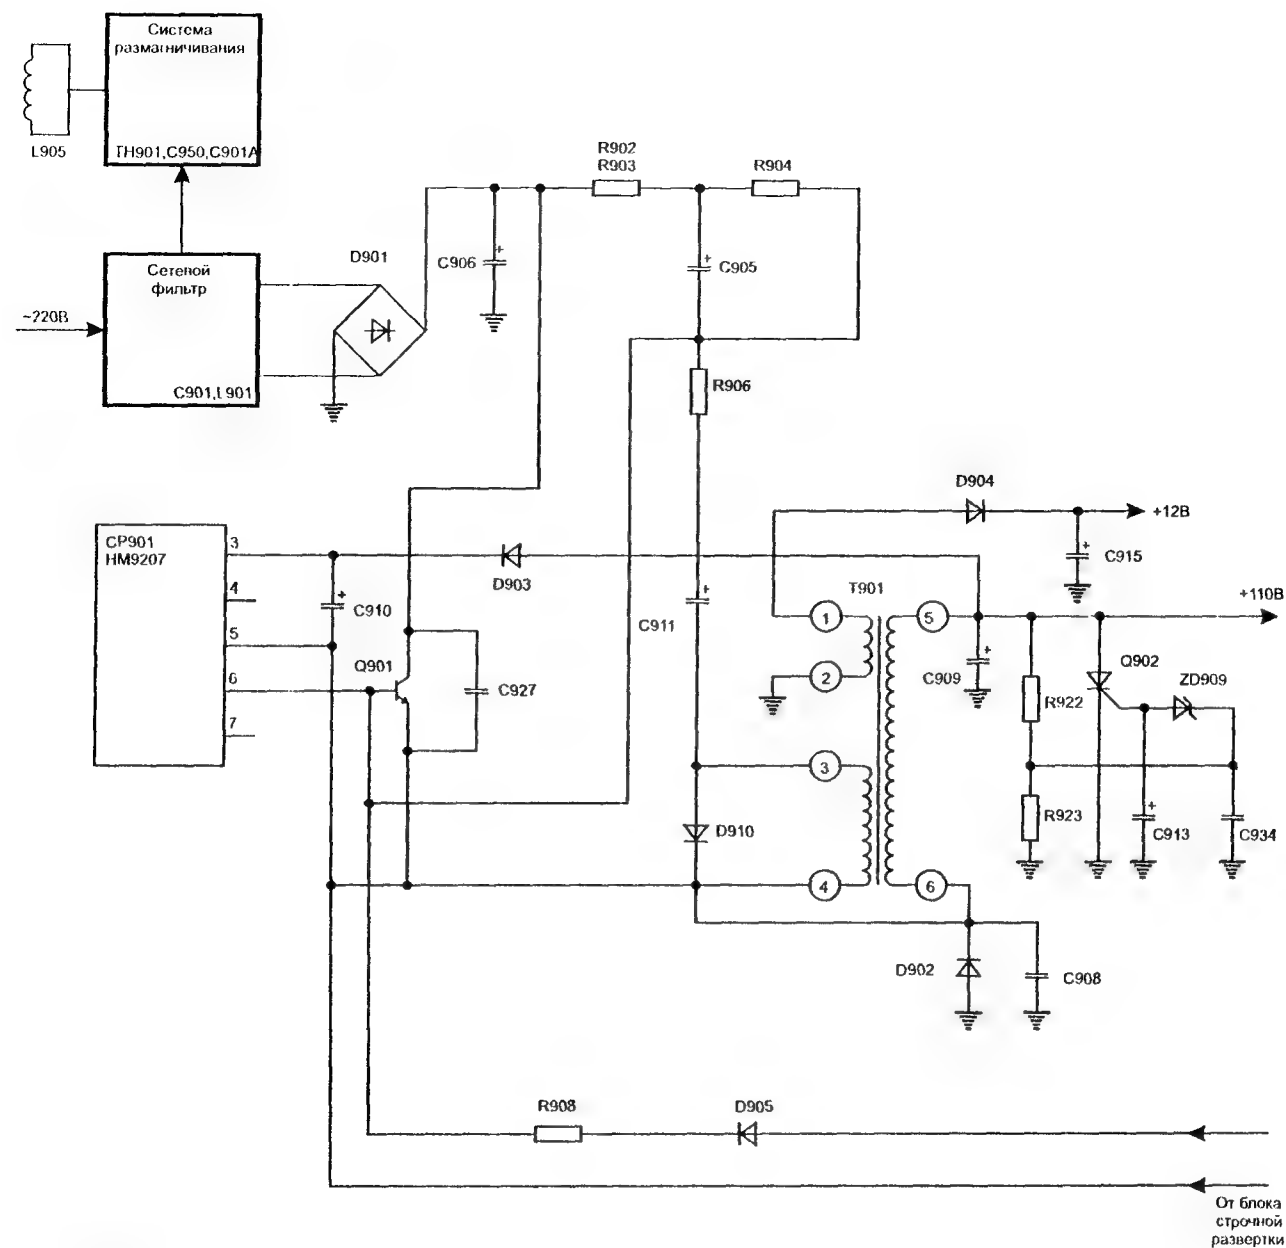 Система
размагничивания
L905
TH901,C950,C901A
R902
R903
R904
D901
C906
C905
Сетевой
фильтр
~220В
C901,L901
R906
D904
+12В
CP901
HM9207
3
C915
D903
T901
4
C910
C911
+110В
1
5
5
Q901
C909
Q902
6
C927
2
ZD909
R922
7
3
R923
D910
C913
C934
4
6
D902
C908
R908
D905
От блока
строчной
развертки